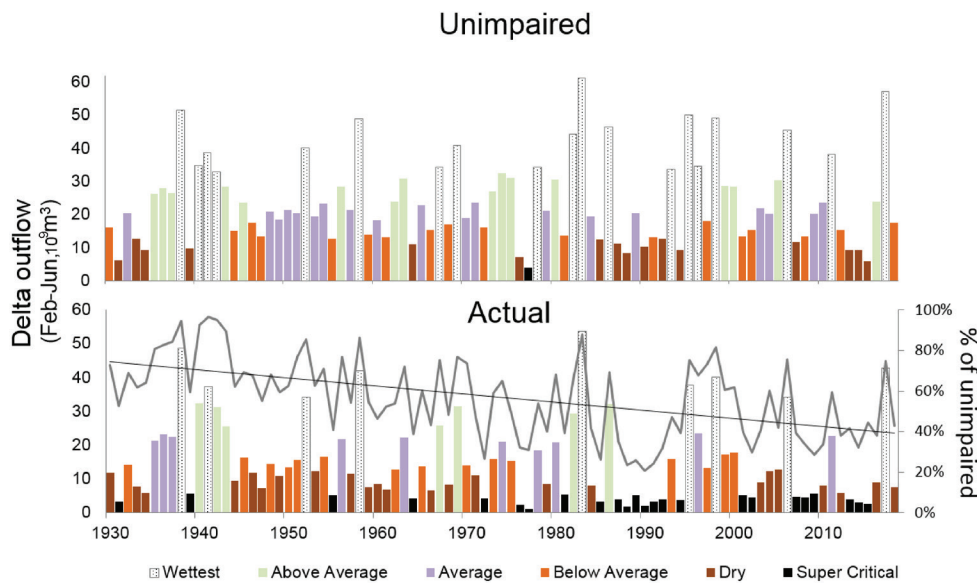 Unimpaired
Delta outflow
(Feb-Jun,10⁹m³)
60
50
40
30
20
10
0
Actual
60
50
40
30
20
10
0
100%
80%
60%
40%
20%
0%
% of unimpaired
1930 1940 1950 1960 1970 1980 1990 2000 2010
Wettest Above Average Average Below Average Dry Super Critical